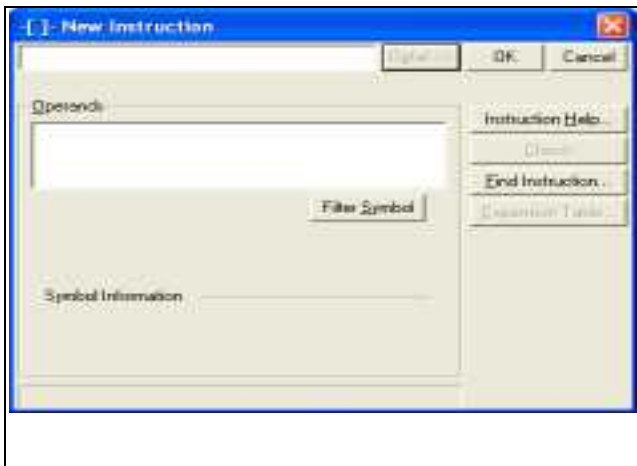 -[ ]- New Instruction
OK
Cancel
Operands
Instruction Help...
Find Instruction...
Filter Symbol
Symbol Information